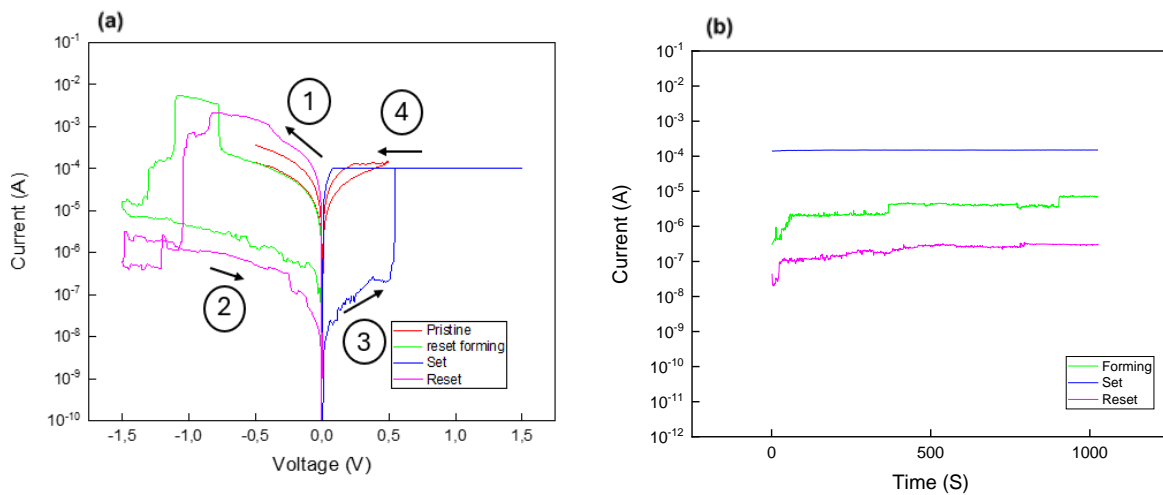 (a)
10⁻¹
10⁻²
10⁻³
10⁻⁴
10⁻⁵
10⁻⁶
10⁻⁷
10⁻⁸
10⁻⁹
10⁻¹⁰
Current (A)
1
4
2
3
Pristine
reset forming
Set
Reset
-1,5 -1,0 -0,5 0,0 0,5 1,0 1,5
Voltage (V)
(b)
10⁻¹
10⁻²
10⁻³
10⁻⁴
10⁻⁵
10⁻⁶
10⁻⁷
10⁻⁸
10⁻⁹
10⁻¹⁰
10⁻¹¹
10⁻¹²
Current (A)
Forming
Set
Reset
0 500 1000
Time (S)